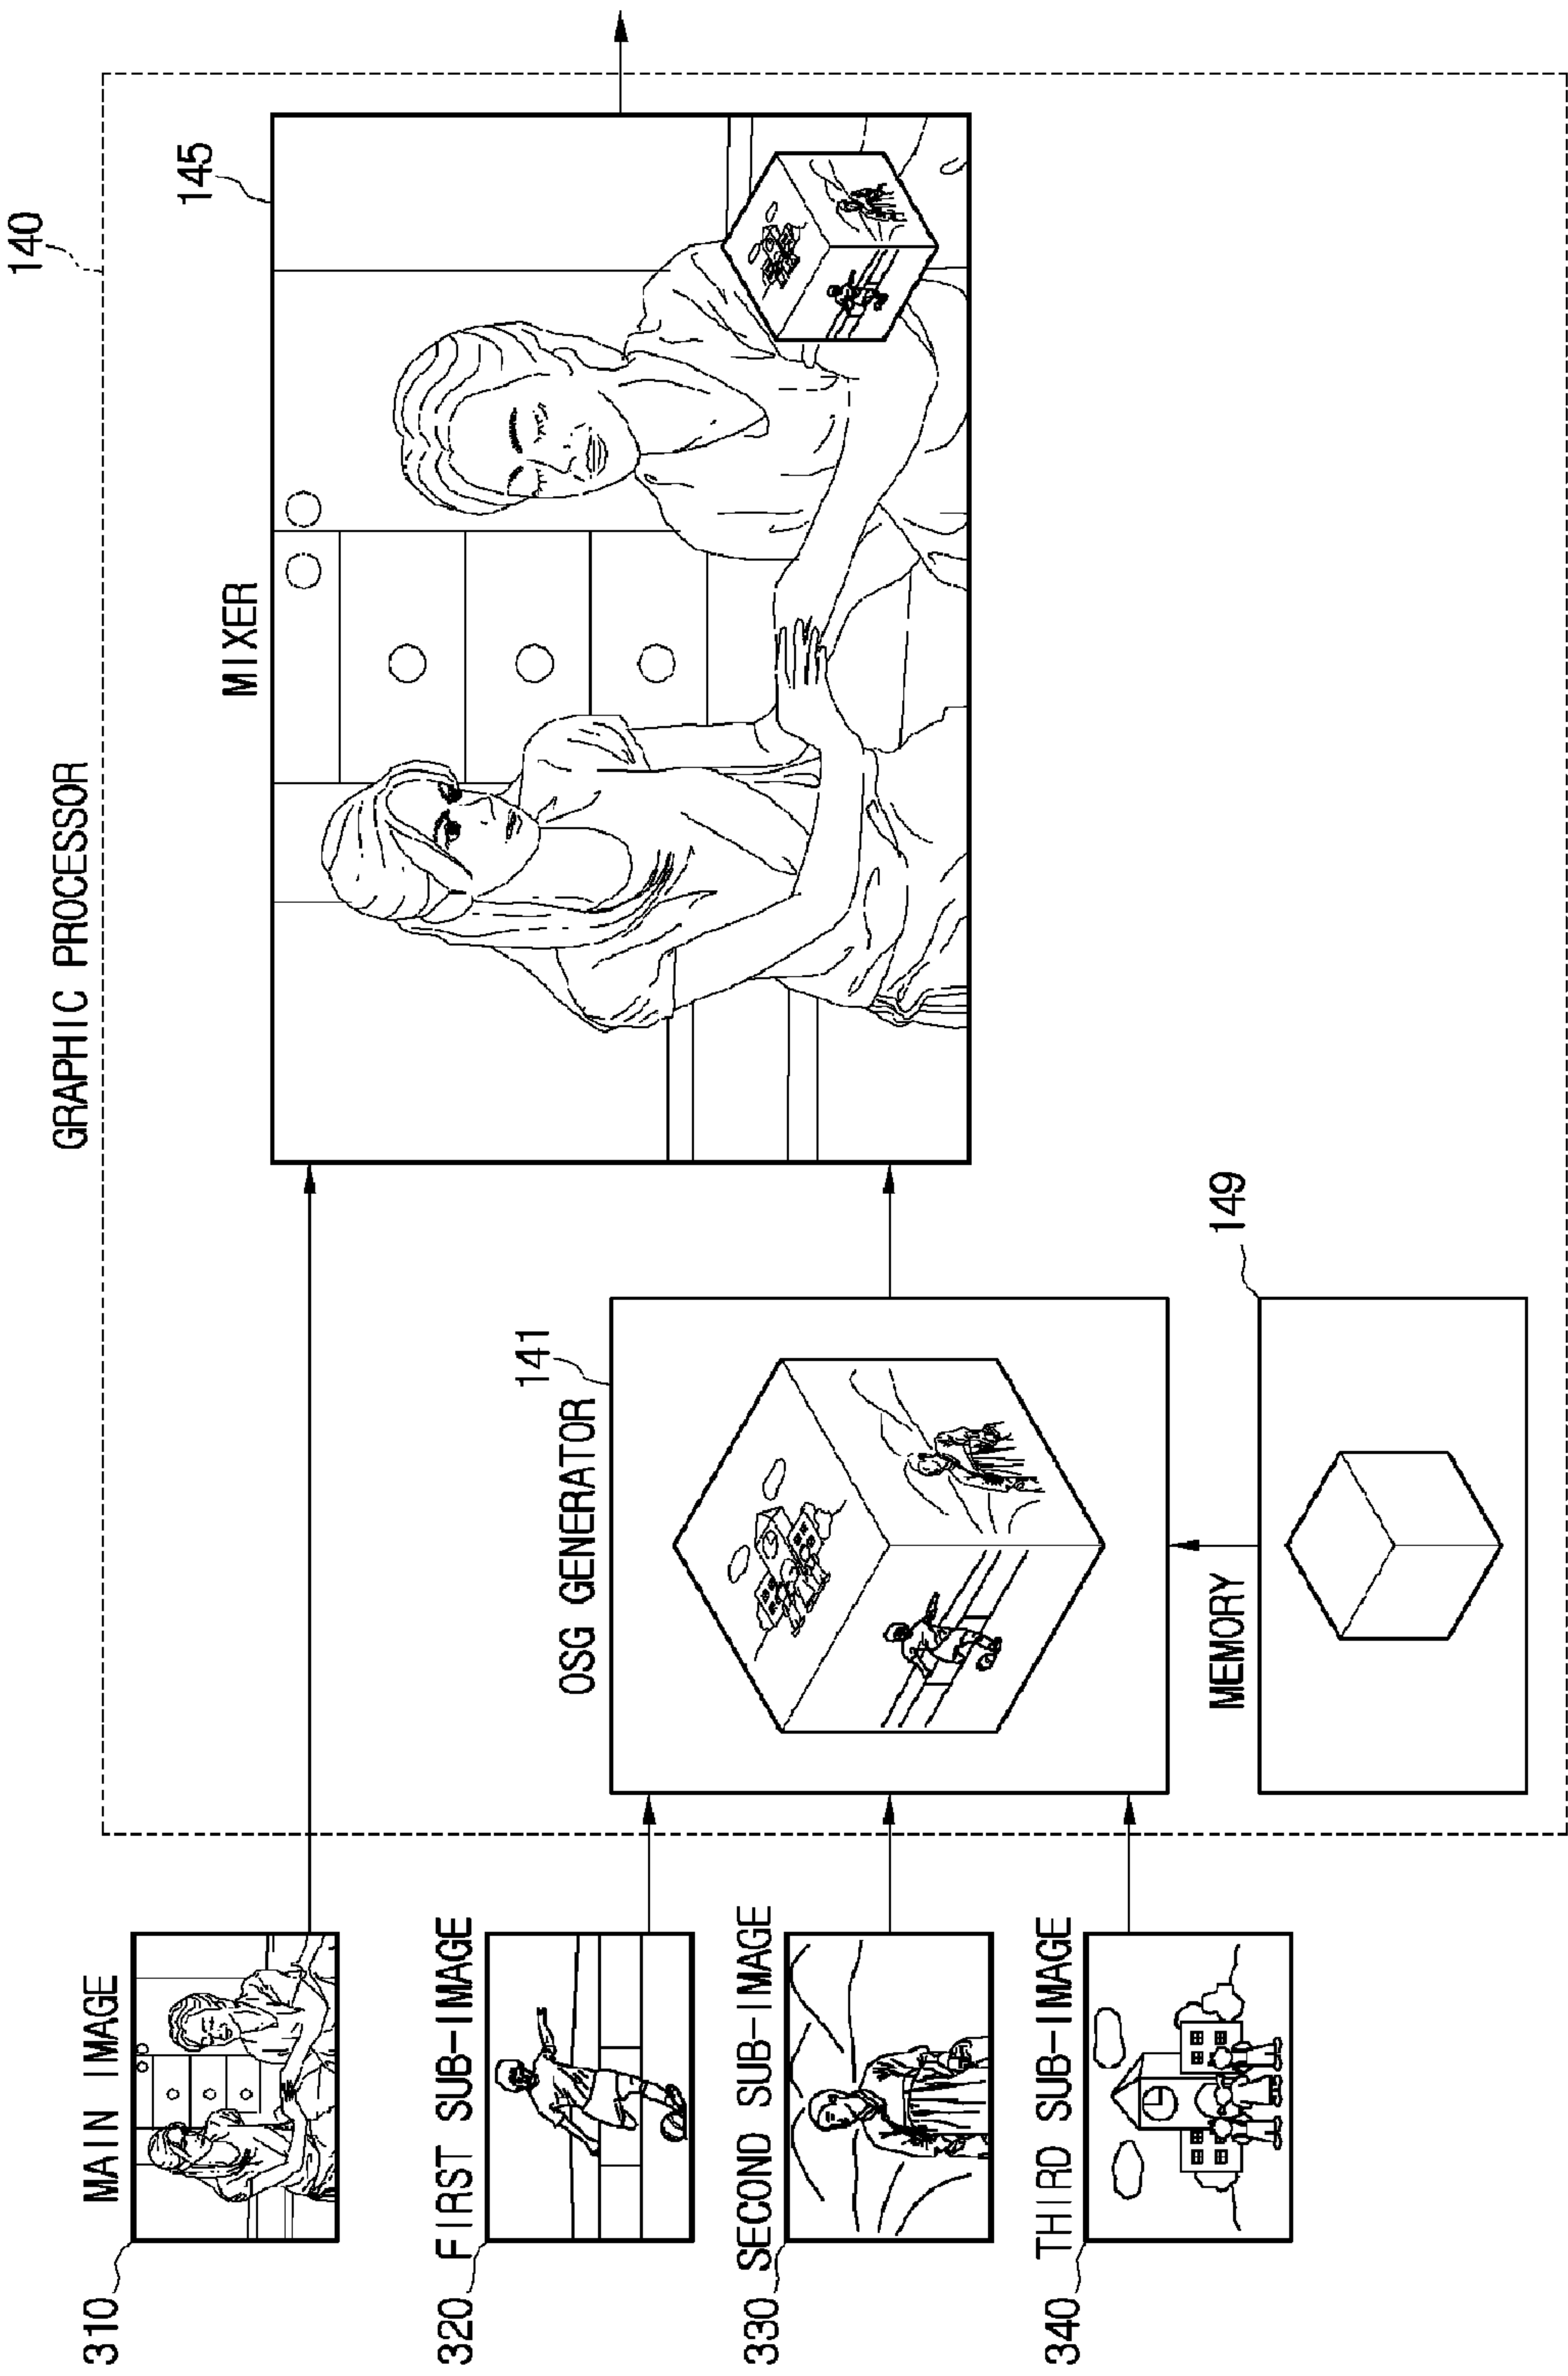 140
GRAPHIC PROCESSOR
310
MAIN IMAGE
MIXER
145
320
FIRST SUB-IMAGE
OSG GENERATOR
141
330
SECOND SUB-IMAGE
340
THIRD SUB-IMAGE
MEMORY
149